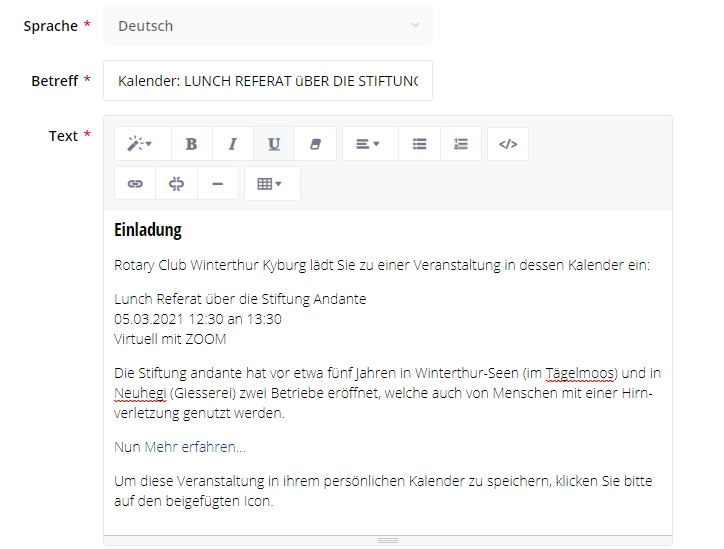 Sprache *
Deutsch
Betreff *
Kalender: LUNCH REFERAT üBER DIE STIFTUNG
Text *
B I U
</>
Einladung
Rotary Club Winterthur Kyburg lädt Sie zu einer Veranstaltung in dessen Kalender ein:
Lunch Referat über die Stiftung Andante
05.03.2021 12:30 an 13:30
Virtuell mit ZOOM
Die Stiftung andante hat vor etwa fünf Jahren in Winterthur-Seen (im Tägelmoos) und in
Neuhegi (Giesserei) zwei Betriebe eröffnet, welche auch von Menschen mit einer Hirn-
verletzung genutzt werden.
Nun Mehr erfahren...
Um diese Veranstaltung in ihrem persönlichen Kalender zu speichern, klicken Sie bitte
auf den beigefügten Icon.